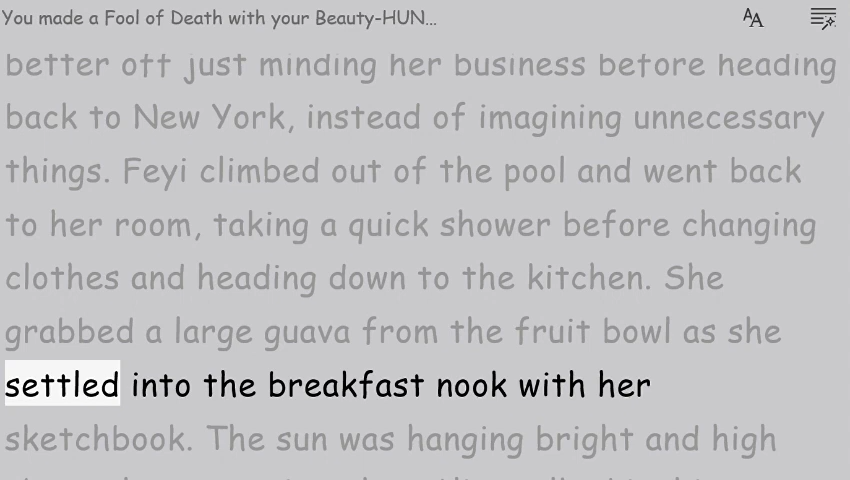 You made a Fool of Death with your Beauty-HUN...
better off just minding her business before heading
back to New York, instead of imagining unnecessary
things. Feyi climbed out of the pool and went back
to her room, taking a quick shower before changing
clothes and heading down to the kitchen. She
grabbed a large guava from the fruit bowl as she
settled into the breakfast nook with her
sketchbook. The sun was hanging bright and high